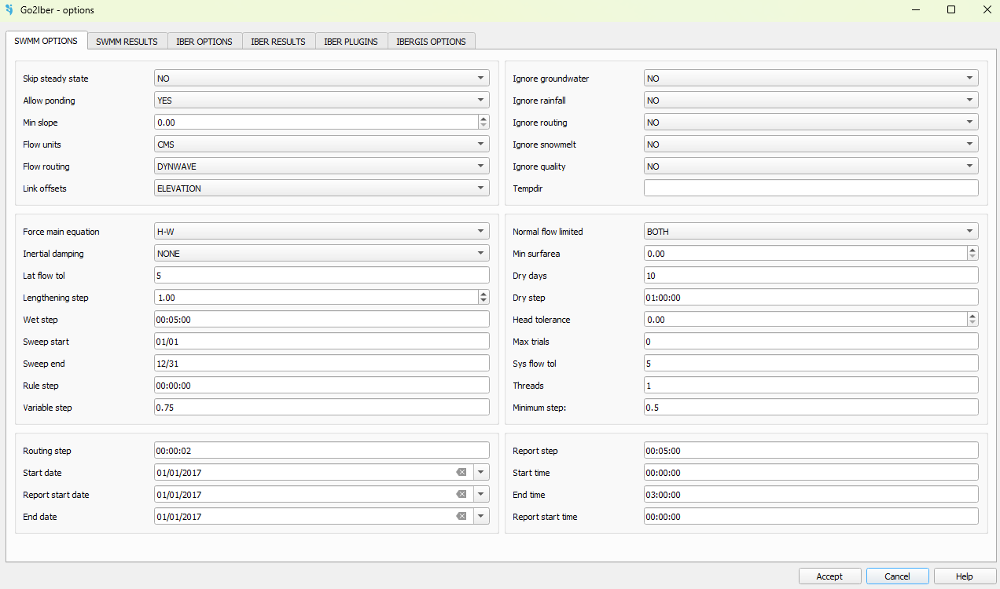 Go2Iber - options
SWMM OPTIONS
SWMM RESULTS
IBER OPTIONS
IBER RESULTS
IBER PLUGINS
IBERGIS OPTIONS
Skip steady state NO
Allow ponding YES
Min slope 0.00
Flow units CMS
Flow routing DYNWAVE
Link offsets ELEVATION
Ignore groundwater NO
Ignore rainfall NO
Ignore routing NO
Ignore snowmelt NO
Ignore quality NO
Tempdir
Force main equation H-W
Inertial damping NONE
Lat flow tol 5
Lengthening step 1.00
Wet step 00:05:00
Sweep start 01/01
Sweep end 12/31
Rule step 00:00:00
Variable step 0.75
Normal flow limited BOTH
Min surfarea 0.00
Dry days 10
Dry step 01:00:00
Head tolerance 0.00
Max trials 0
Sys flow tol 5
Threads 1
Minimum step: 0.5
Routing step 00:00:02
Start date 01/01/2017
Report start date 01/01/2017
End date 01/01/2017
Report step 00:05:00
Start time 00:00:00
End time 03:00:00
Report start time 00:00:00
Accept
Cancel
Help